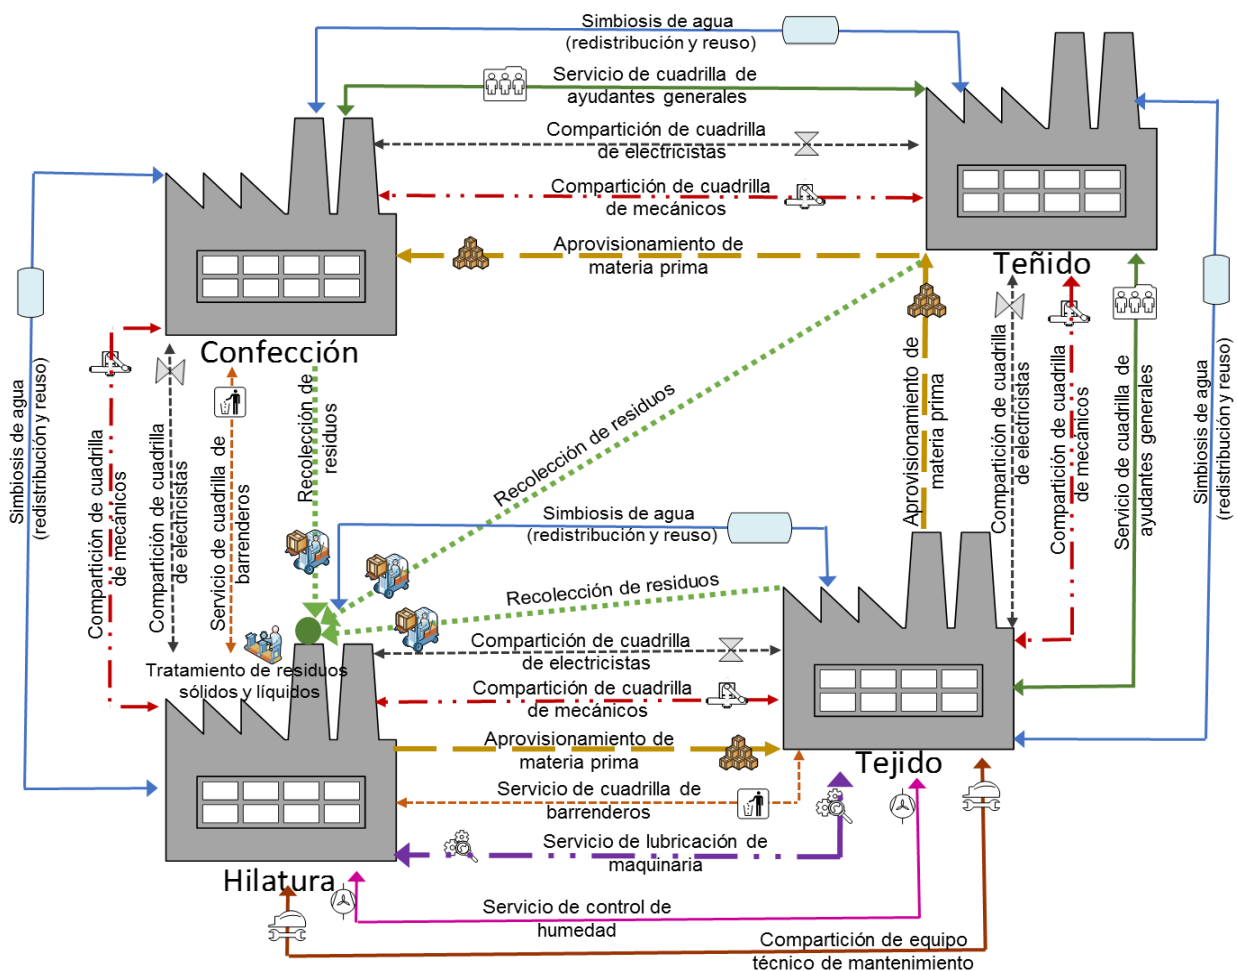 Simbiosis de agua
(redistribución y reuso)
Servicio de cuadrilla de
ayudantes generales
Compartición de cuadrilla
de electricistas
Compartición de cuadrilla
de mecánicos
Aprovisionamiento de
materia prima
Teñido
Confección
Simbiosis de agua
(redistribución y reuso)
Compartición de cuadrilla
de mecánicos
Compartición de cuadrilla
de electricistas
Servicio de cuadrilla de
barrenderos
Recolección de
residuos
Recolección de residuos
Aprovisionamiento de
materia prima
Compartición de cuadrilla
de electricistas
Compartición de cuadrilla
de mecánicos
Servicio de cuadrilla de
ayudantes generales
Simbiosis de agua
(redistribución y reuso)
Simbiosis de agua
(redistribución y reuso)
Recolección de residuos
Compartición de cuadrilla
de electricistas
Tratamiento de residuos
sólidos y líquidos
Compartición de cuadrilla
de mecánicos
Aprovisionamiento de
materia prima
Tejido
Servicio de cuadrilla de
barrenderos
Servicio de lubricación de
maquinaria
Hilatura
Servicio de control de
humedad
Compartición de equipo
técnico de mantenimiento